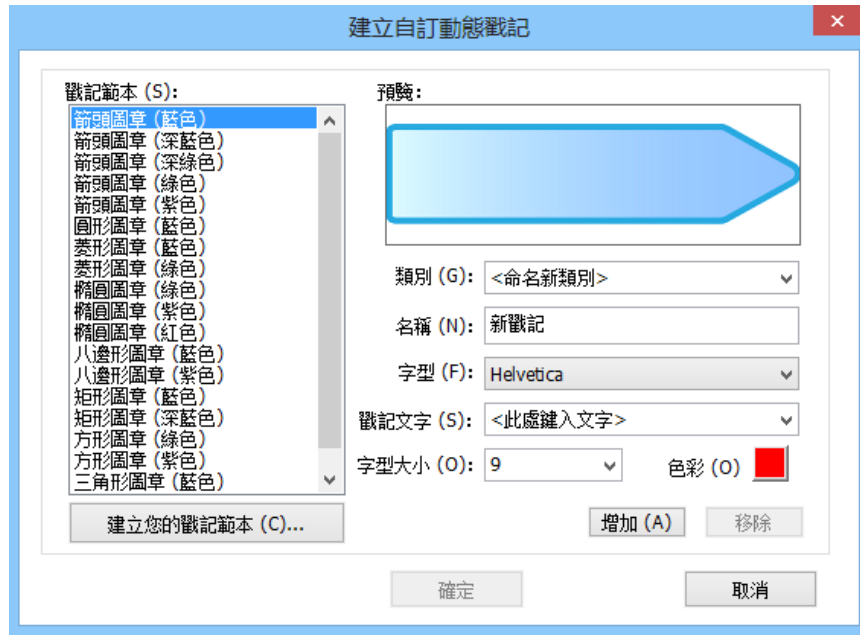 建立自訂動態戳記
戳記範本 (S):
箭頭圖章 (藍色)
箭頭圖章 (深藍色)
箭頭圖章 (深綠色)
箭頭圖章 (綠色)
箭頭圖章 (紫色)
圓形圖章 (藍色)
菱形圖章 (藍色)
菱形圖章 (綠色)
橢圓圖章 (綠色)
橢圓圖章 (紫色)
橢圓圖章 (紅色)
八邊形圖章 (藍色)
八邊形圖章 (紫色)
矩形圖章 (藍色)
矩形圖章 (深藍色)
方形圖章 (綠色)
方形圖章 (紫色)
三角形圖章 (藍色)
建立您的戳記範本 (C)...
預覽:
類別 (G): <命名新類別>
名稱 (N): 新戳記
字型 (F): Helvetica
戳記文字 (S): <此處鍵入文字>
字型大小 (O): 9 色彩 (O)
增加 (A) 移除
確定 取消